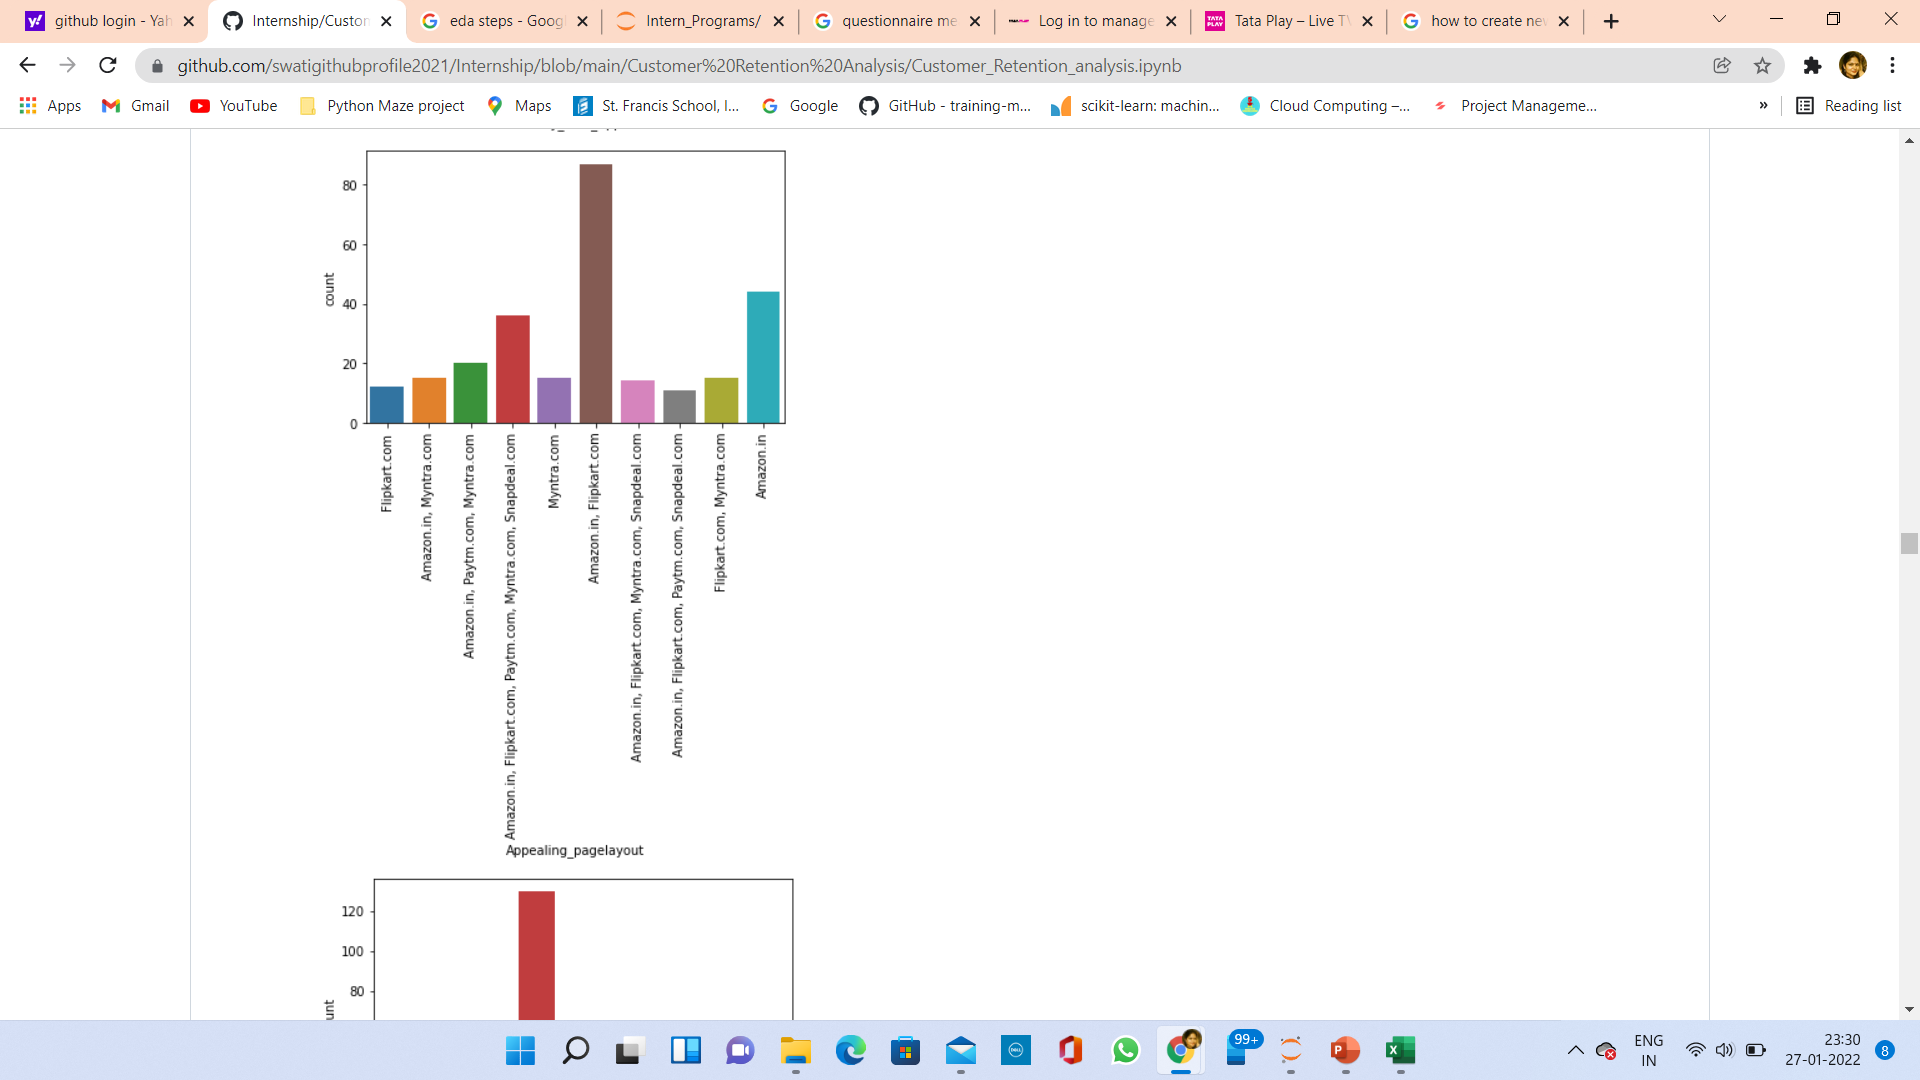 github login - Yah
Internship/Custon
eda steps - Goog
Intern_Programs/
questionnaire me
Log in to manage
Tata Play – Live TV
how to create nev
github.com/swatigithubprofile2021/Internship/blob/main/Customer%20Retention%20Analysis/Customer_Retention_analysis.ipynb
Apps
Gmail
YouTube
Python Maze project
Maps
St. Francis School, I...
Google
GitHub - training-m...
scikit-learn: machin...
Cloud Computing –...
Project Manageme...
»
Reading list
80
60
40
20
0
count
Flipkart.com
Amazon.in, Myntra.com
Amazon.in, Paytm.com, Myntra.com
Amazon.in, Flipkart.com, Paytm.com, Myntra.com, Snapdeal.com
Myntra.com
Amazon.in, Flipkart.com
Amazon.in, Flipkart.com, Myntra.com, Snapdeal.com
Amazon.in, Flipkart.com, Paytm.com, Snapdeal.com
Flipkart.com, Myntra.com
Amazon.in
Appealing_pagelayout
120
100
80
unt
99+
ENG
IN
23:30
27-01-2022
8